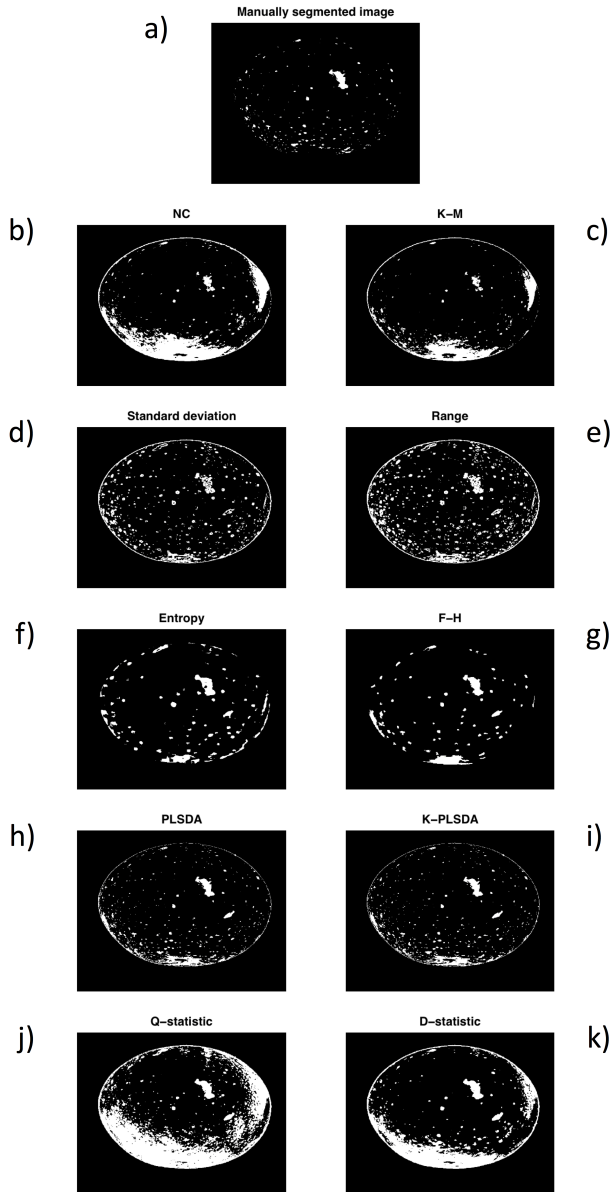 Manually segmented image
a)
NC
K-M
b)
c)
Standard deviation
Range
d)
e)
Entropy
F-H
f)
g)
PLSDA
K-PLSDA
h)
i)
Q-statistic
D-statistic
j)
k)